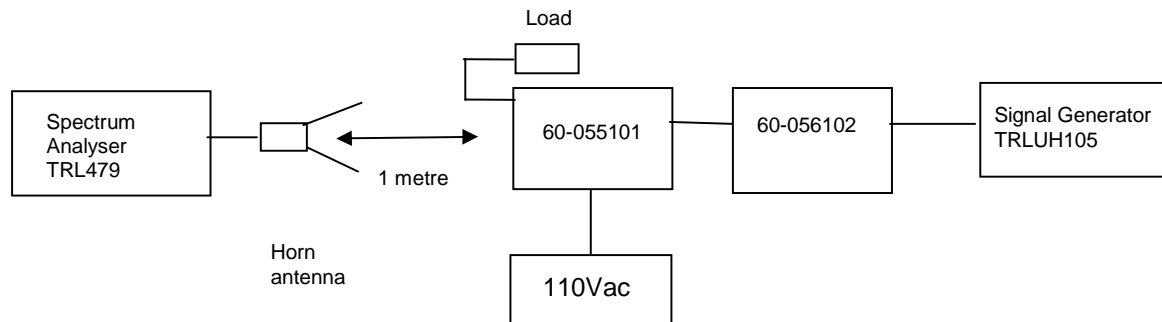 Load
Spectrum
Analyser
TRL479
60-055101
60-056102
Signal Generator
TRLUH105
1 metre
Horn
antenna
110Vac